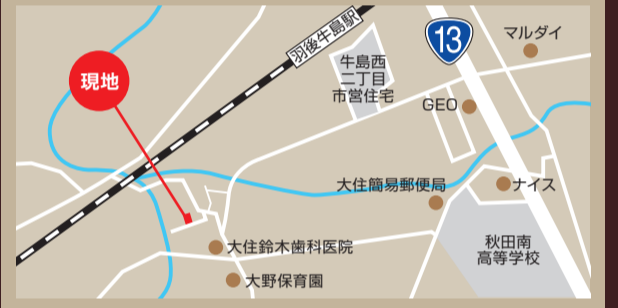 羽後牛島駅
13
マルダイ
現地
牛島西
二丁目
市営住宅
GEO
大住簡易郵便局
ナイス
大住鈴木歯科医院
秋田南
高等学校
大野保育園